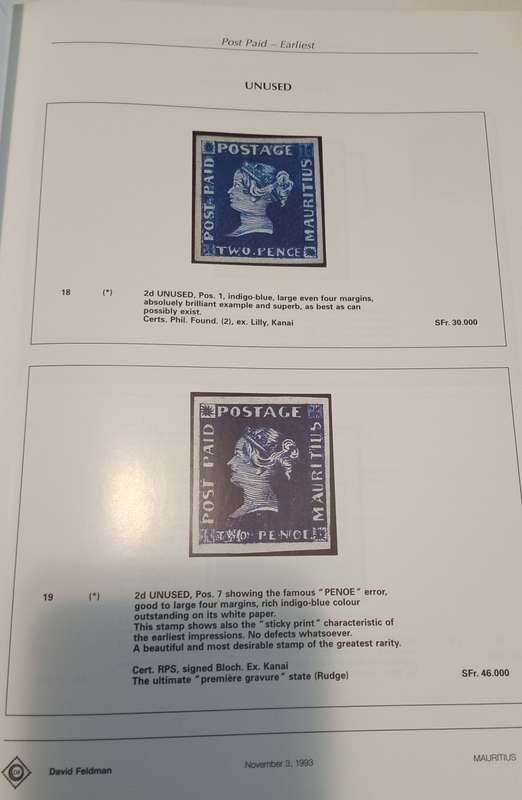 Post Paid – Earliest
UNUSED
POSTAGE
POST PAID
MAURITIUS
TWO.PENCE
18 (*) 2d UNUSED, Pos. 1, indigo-blue, large even four margins,
absoluely brilliant example and superb, as best as can
possibly exist.
Certs. Phil. Found. (2), ex. Lilly, Kanai SFr. 30.000
POSTAGE
POST PAID
MAURITIUS
TWO PENOE
19 (*) 2d UNUSED, Pos. 7 showing the famous "PENOE" error,
good to large four margins, rich indigo-blue colour
outstanding on its white paper.
This stamp shows also the "sticky print" characteristic of
the earliest impressions. No defects whatsoever.
A beautiful and most desirable stamp of the greatest rarity.
Cert. RPS, signed Bloch. Ex. Kanai
The ultimate "première gravure" state (Rudge) SFr. 46.000
David Feldman
November 3, 1993
MAURITIUS